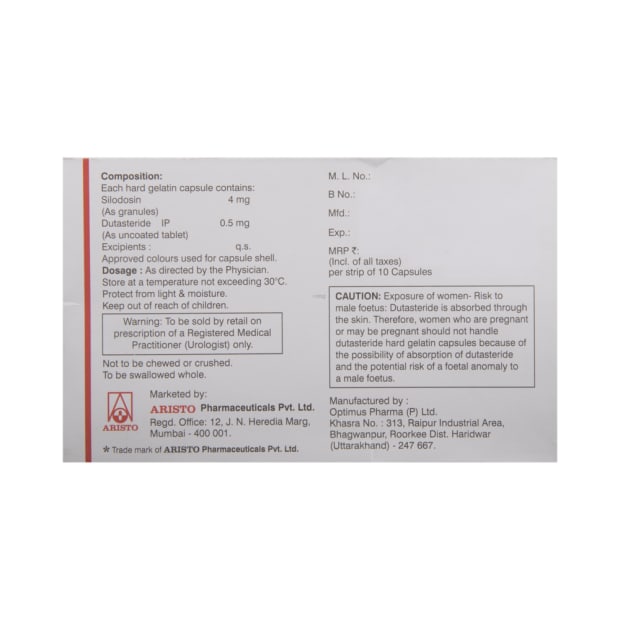 Composition:
Each hard gelatin capsule contains:
Silodosin 4 mg
(As granules)
Dutasteride IP 0.5 mg
(As uncoated tablet)
Excipients : q.s.
Approved colours used for capsule shell.
Dosage : As directed by the Physician.
Store at a temperature not exceeding 30°C.
Protect from light & moisture.
Keep out of reach of children.
Warning: To be sold by retail on
prescription of a Registered Medical
Practitioner (Urologist) only.
Not to be chewed or crushed.
To be swallowed whole.
Marketed by:
ARISTO Pharmaceuticals Pvt. Ltd.
Regd. Office: 12, J. N. Heredia Marg,
Mumbai - 400 001.
ARISTO
* Trade mark of ARISTO Pharmaceuticals Pvt. Ltd.
M. L. No.:
B No.:
Mfd.:
Exp.:
MRP ₹:
(Incl. of all taxes)
per strip of 10 Capsules
CAUTION: Exposure of women- Risk to
male foetus: Dutasteride is absorbed through
the skin. Therefore, women who are pregnant
or may be pregnant should not handle
dutasteride hard gelatin capsules because of
the possibility of absorption of dutasteride
and the potential risk of a foetal anomaly to
a male foetus.
Manufactured by :
Optimus Pharma (P) Ltd.
Khasra No. : 313, Raipur Industrial Area,
Bhagwanpur, Roorkee Dist. Haridwar
(Uttarakhand) - 247 667.